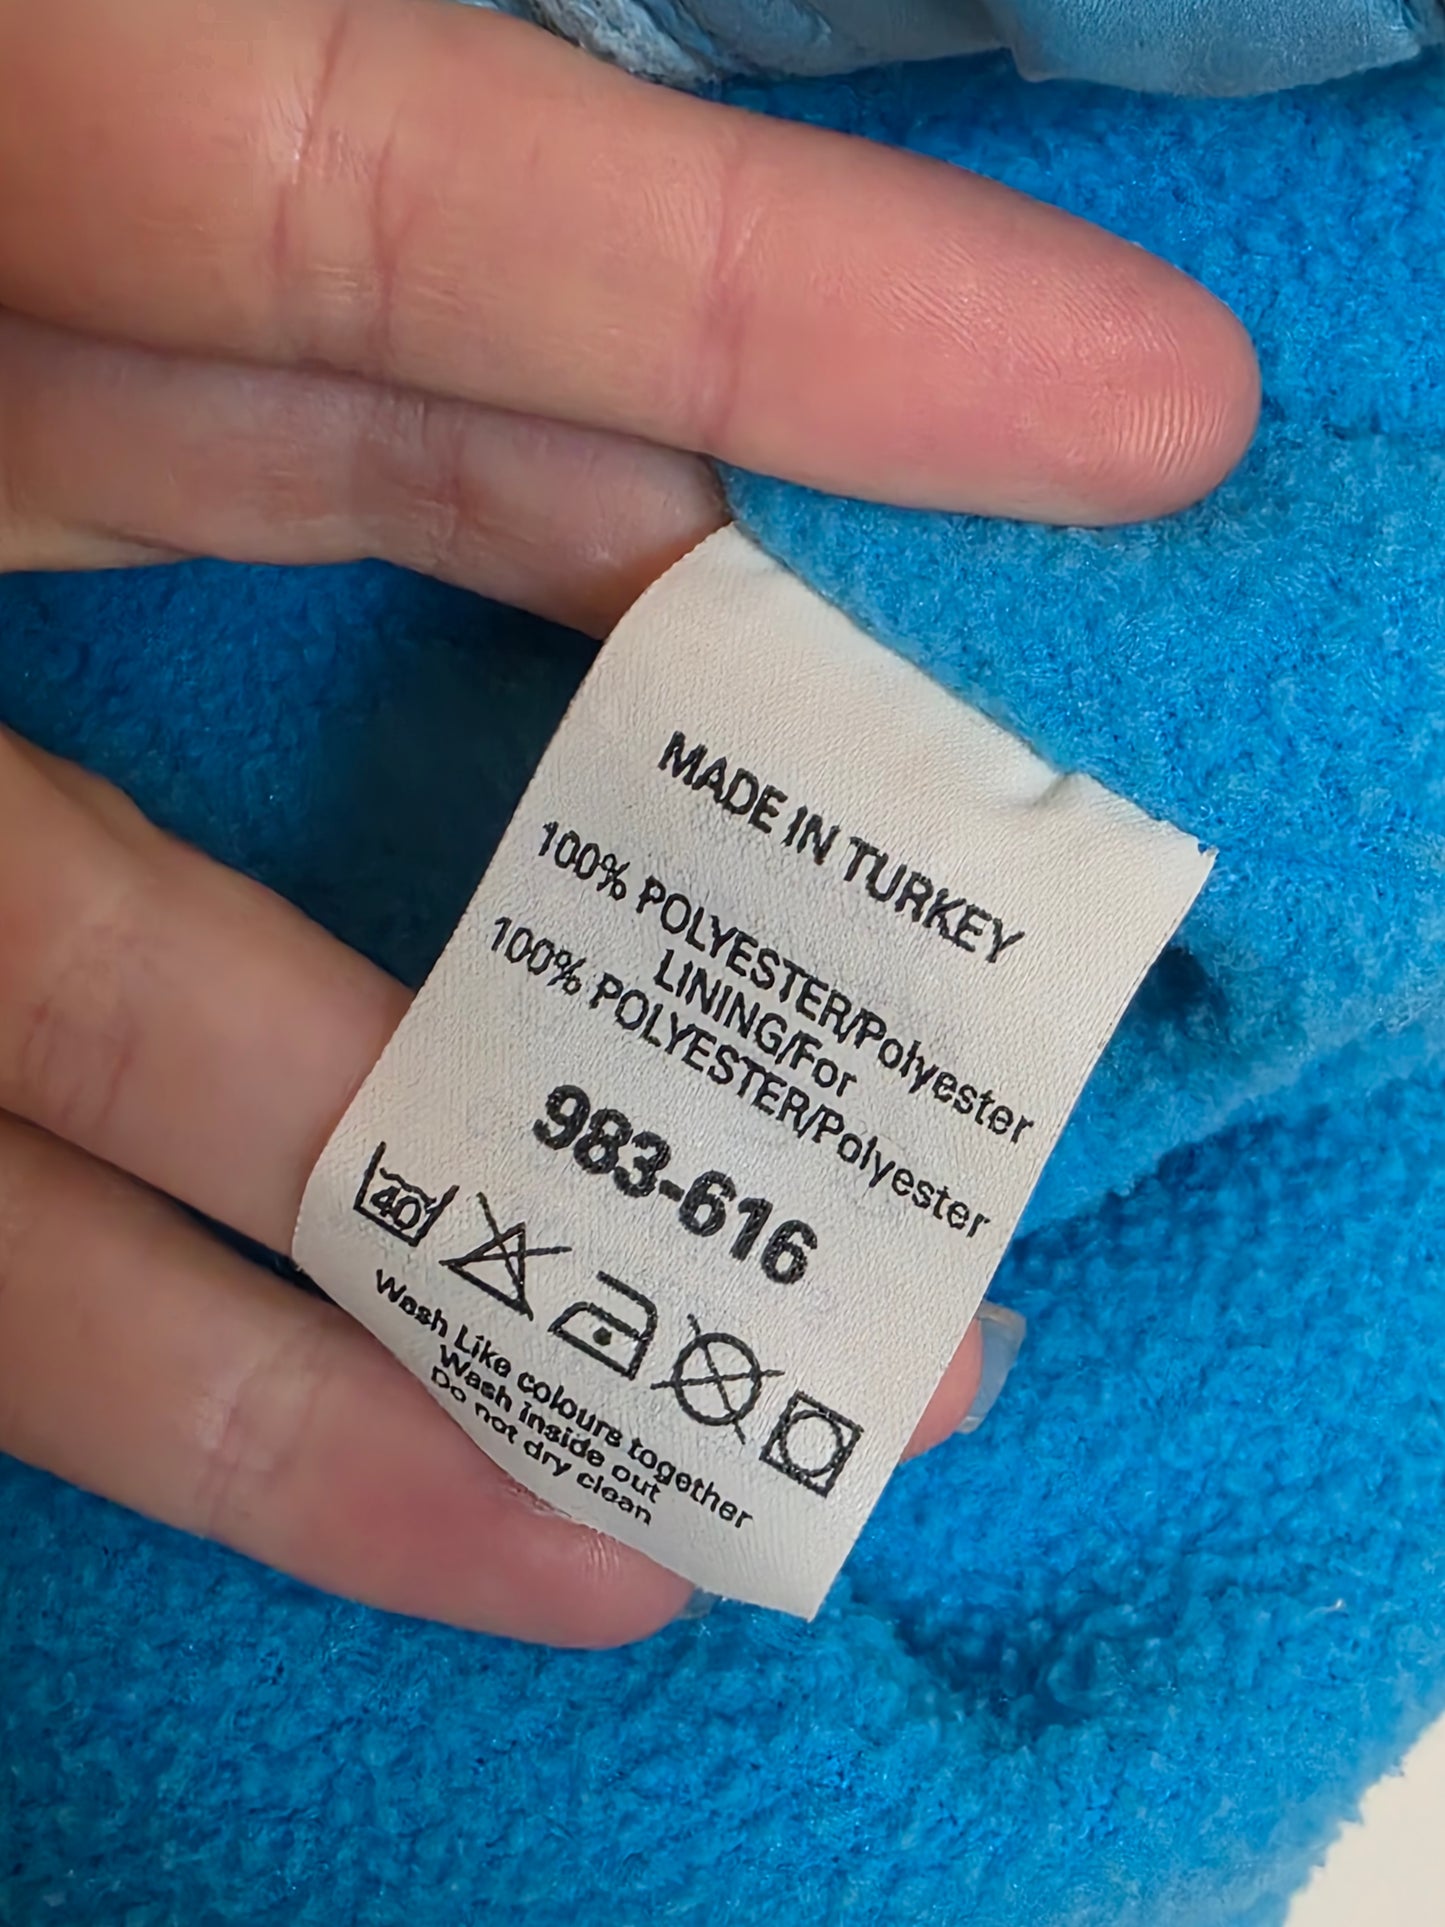 MADE IN TURKEY
100% POLYESTER/Polyester
LINING/For
100% POLYESTER/Polyester
983-616
40
Wash Like colours together
Wash inside out
Do not dry clean